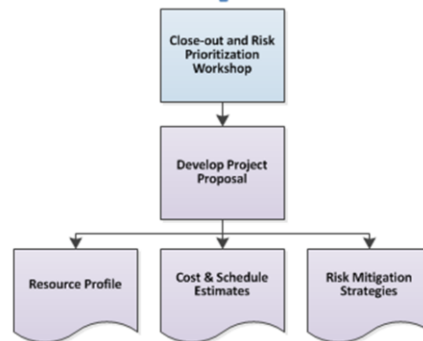 Close-out and Risk
Prioritization
Workshop
Develop Project
Proposal
Resource Profile
Cost & Schedule
Estimates
Risk Mitigation
Strategies